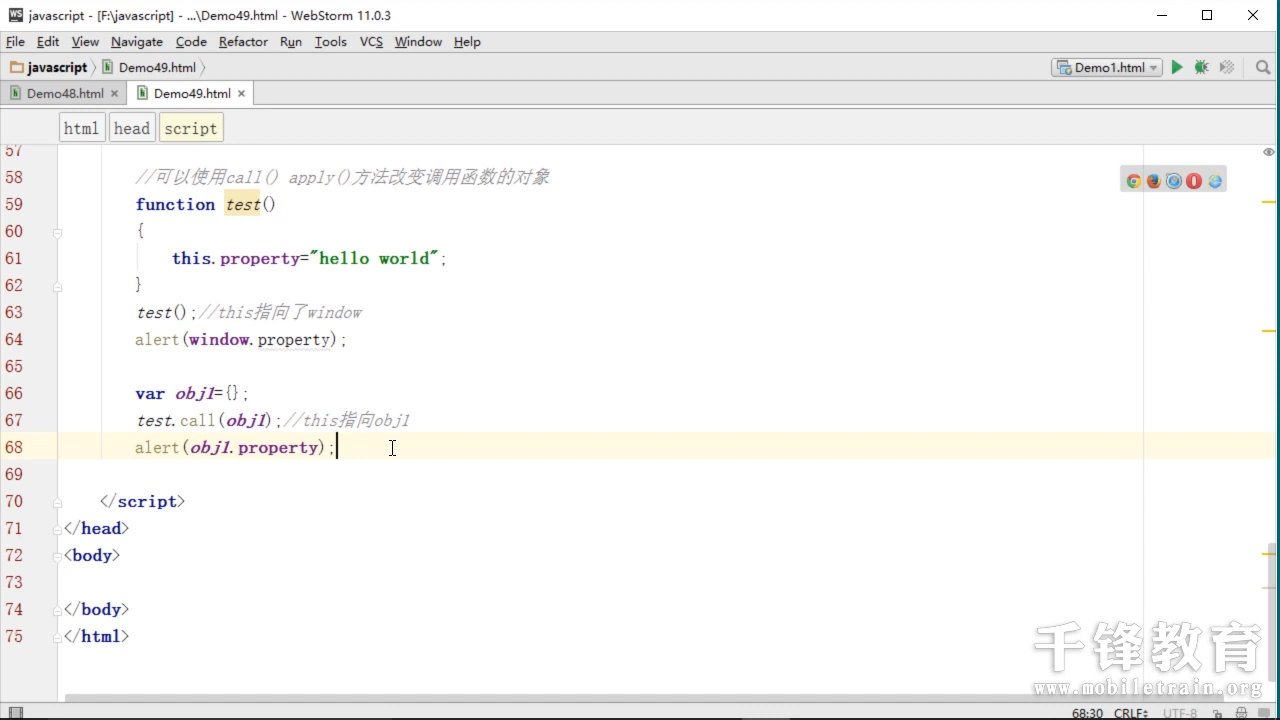 WS javascript - [F:\javascript] - ...\Demo49.html - WebStorm 11.0.3
File Edit View Navigate Code Refactor Run Tools VCS Window Help
javascript Demo49.html Demo1.html
Demo48.html Demo49.html
html head script
57
58 //可以使用call() apply()方法改变调用函数的对象
59 function test()
60 {
61 this.property="hello world";
62 }
63 test();//this指向了window
64 alert(window.property);
65
66 var obj1={};
67 test.call(obj1);//this指向obj1
68 alert(obj1.property);
69
70 </script>
71 </head>
72 <body>
73
74 </body>
75 </html>
千锋教育
www.mobiletrain.org
68:30 CRLF UTF-8